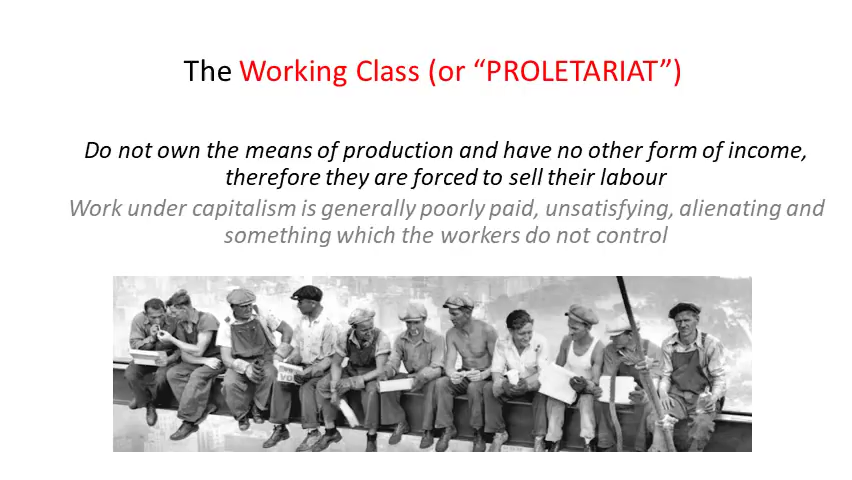 The Working Class (or “PROLETARIAT”)
Do not own the means of production and have no other form of income,
therefore they are forced to sell their labour
Work under capitalism is generally poorly paid, unsatisfying, alienating and
something which the workers do not control